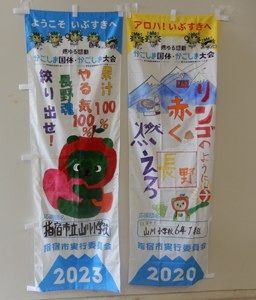 ようこそ いぶすきへ
燃ゆる感動
かごしま国体・かごしま大会
果汁100%
やる気100%
長野魂
絞り出せ!
指宿市立山川小学校
指宿市実行委員会
2023
アロハ!いぶすきへ
燃ゆる感動
かごしま国体・かごしま大会
リンゴのように
赤く
燃えろ
長野
山川小学校6年1組
指宿市実行委員会
2020